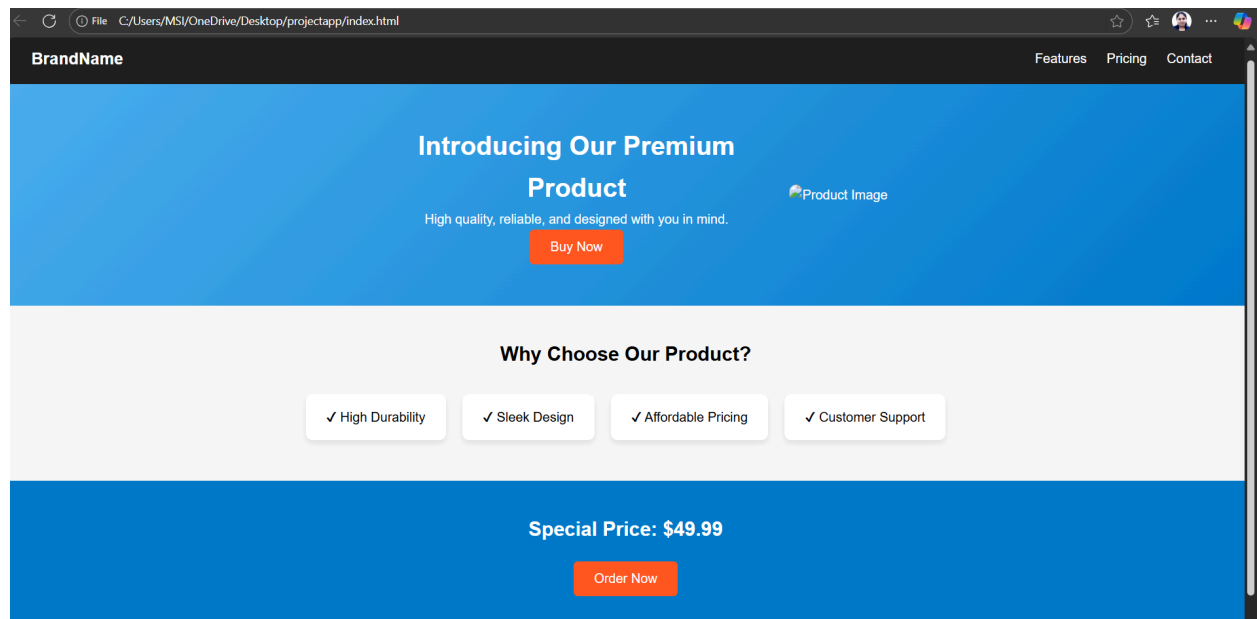 File C:/Users/MSI/OneDrive/Desktop/projectapp/index.html
BrandName Features Pricing Contact
Introducing Our Premium
Product
High quality, reliable, and designed with you in mind.
Buy Now
Product Image
Why Choose Our Product?
✓ High Durability ✓ Sleek Design ✓ Affordable Pricing ✓ Customer Support
Special Price: $49.99
Order Now